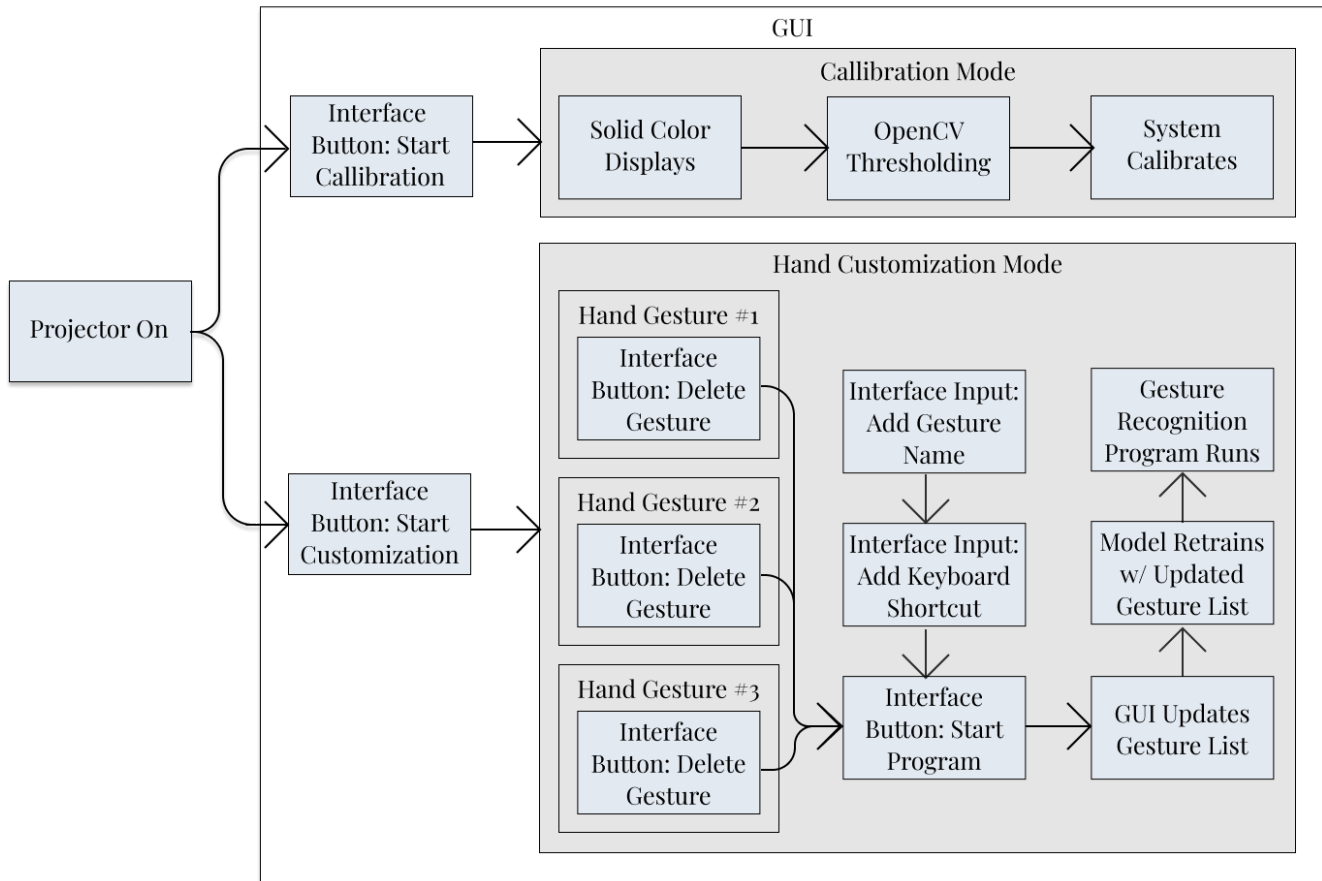 GUI
Callibration Mode
Interface
Button: Start
Callibration
Solid Color
Displays
OpenCV
Thresholding
System
Calibrates
Projector On
Interface
Button: Start
Customization
Hand Customization Mode
Hand Gesture #1
Interface
Button: Delete
Gesture
Hand Gesture #2
Interface
Button: Delete
Gesture
Hand Gesture #3
Interface
Button: Delete
Gesture
Interface Input:
Add Gesture
Name
Interface Input:
Add Keyboard
Shortcut
Interface
Button: Start
Program
GUI Updates
Gesture List
Model Retrains
w/ Updated
Gesture List
Gesture
Recognition
Program Runs